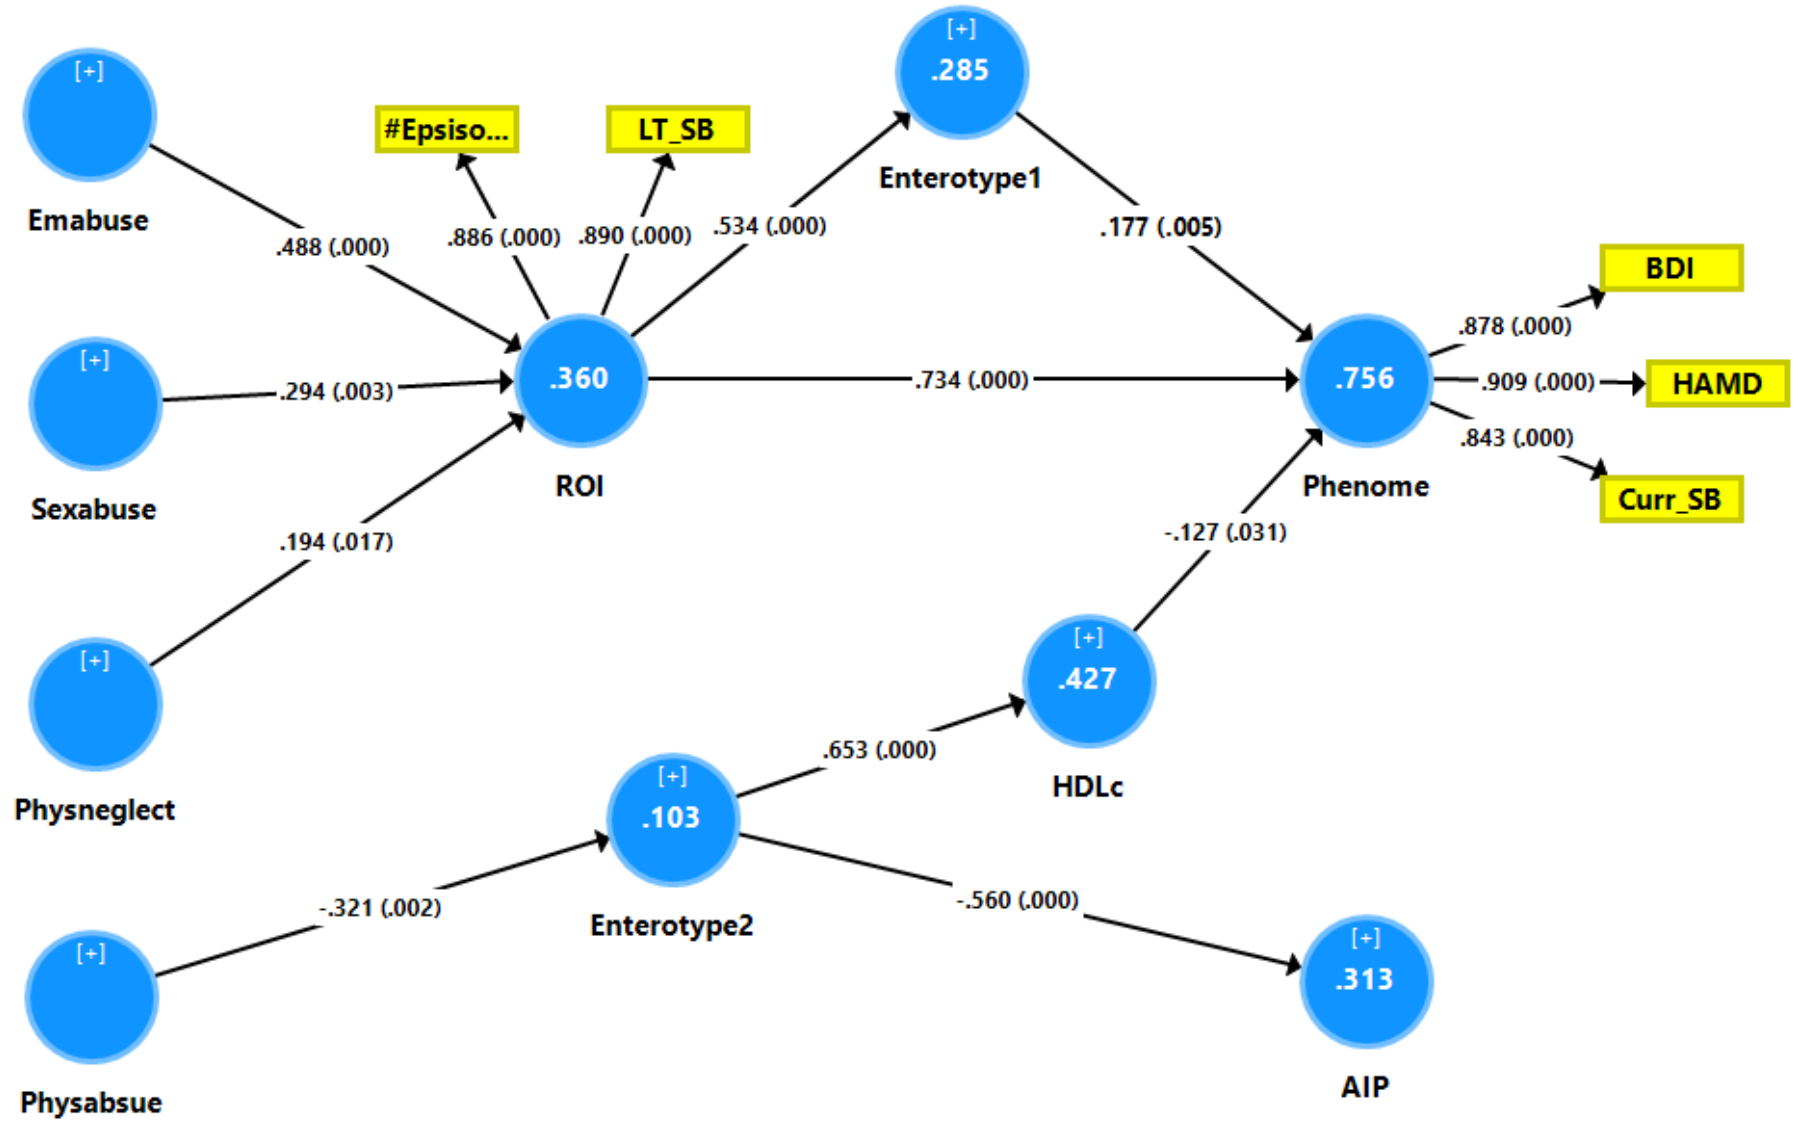 [+]
.285
Enterotype1
[+]
Emabuse
#Epsiso...
LT_SB
.488 (.000)
.886 (.000)
.890 (.000)
.534 (.000)
.177 (.005)
BDI
.878 (.000)
[+]
Sexabuse
.294 (.003)
.360
ROI
.734 (.000)
.756
Phenome
.909 (.000)
HAMD
.843 (.000)
Curr_SB
.194 (.017)
-.127 (.031)
[+]
Physneglect
[+]
.427
HDLc
.653 (.000)
[+]
.103
Enterotype2
-.321 (.002)
-.560 (.000)
[+]
Physabsue
[+]
.313
AIP